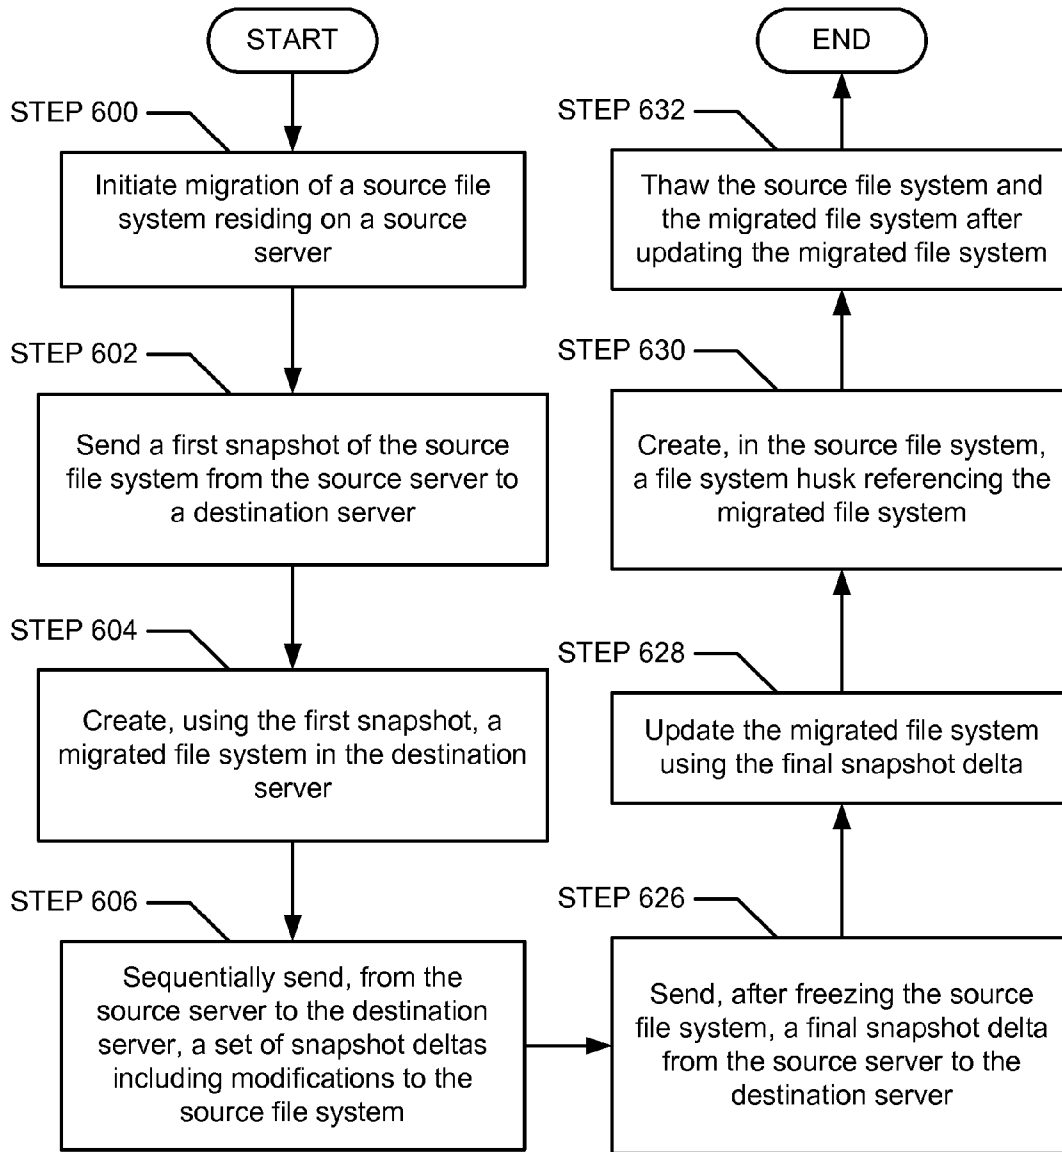 START
STEP 600
Initiate migration of a source file
system residing on a source
server
STEP 602
Send a first snapshot of the source
file system from the source server to
a destination server
STEP 604
Create, using the first snapshot, a
migrated file system in the destination
server
STEP 606
Sequentially send, from the
source server to the destination
server, a set of snapshot deltas
including modifications to the
source file system
STEP 626
Send, after freezing the source
file system, a final snapshot delta
from the source server to the
destination server
STEP 628
Update the migrated file system
using the final snapshot delta
STEP 630
Create, in the source file system,
a file system husk referencing the
migrated file system
STEP 632
Thaw the source file system and
the migrated file system after
updating the migrated file system
END